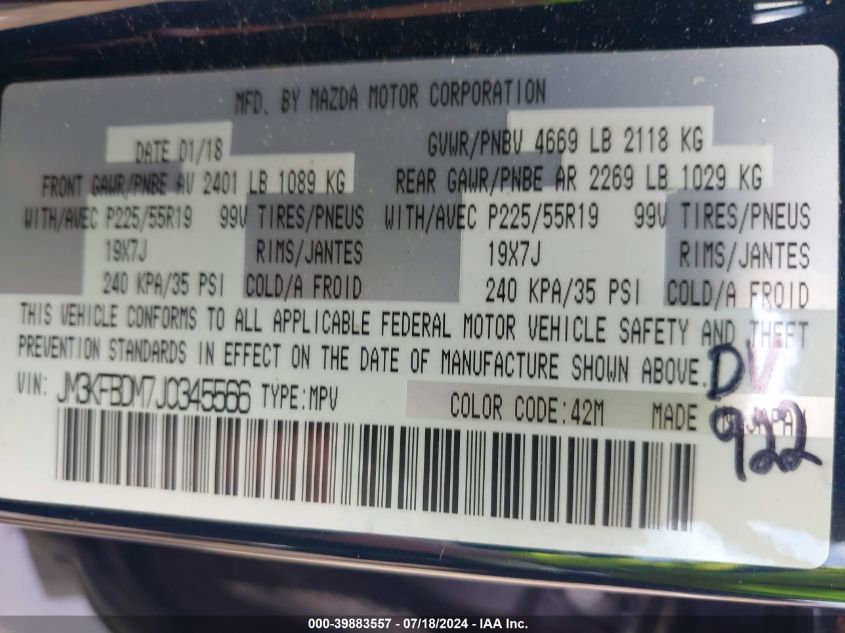 MFD. BY MAZDA MOTOR CORPORATION
DATE 01/18 GVWR/PNBV 4669 LB 2118 KG
FRONT GAWR/PNBE AV 2401 LB 1089 KG REAR GAWR/PNBE AR 2269 LB 1029 KG
WITH/AVEC P225/55R19 99V TIRES/PNEUS WITH/AVEC P225/55R19 99V TIRES/PNEUS
19X7J RIMS/JANTES 19X7J RIMS/JANTES
240 KPA/35 PSI COLD/A FROID 240 KPA/35 PSI COLD/A FROID
THIS VEHICLE CONFORMS TO ALL APPLICABLE FEDERAL MOTOR VEHICLE SAFETY AND THEFT
PREVENTION STANDARDS IN EFFECT ON THE DATE OF MANUFACTURE SHOWN ABOVE. DV
VIN: JM3KFBDM7J0345566 TYPE:MPV COLOR CODE:42M MADE IN JAPAN
922
000-39883557 / 07/18/2024 - IAA Inc.